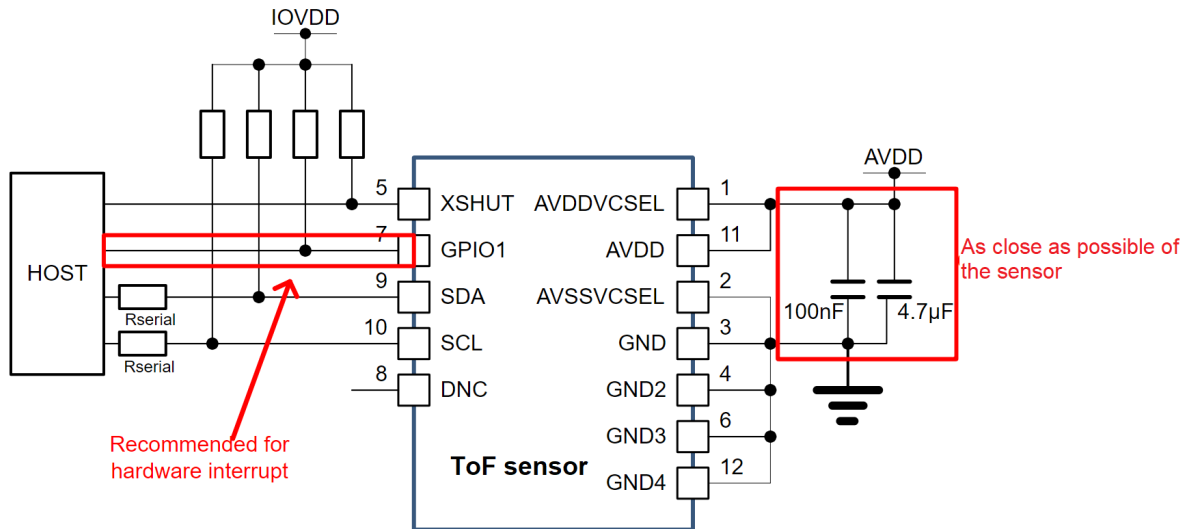 IOVDD
AVDD
5
XSHUT
AVDDVCSEL
1
7
GPIO1
AVDD
11
As close as possible of
the sensor
HOST
9
SDA
AVSSVCSEL
2
100nF
4.7µF
Rserial
10
SCL
GND
3
Rserial
8
DNC
GND2
4
GND3
6
Recommended for
hardware interrupt
ToF sensor
GND4
12